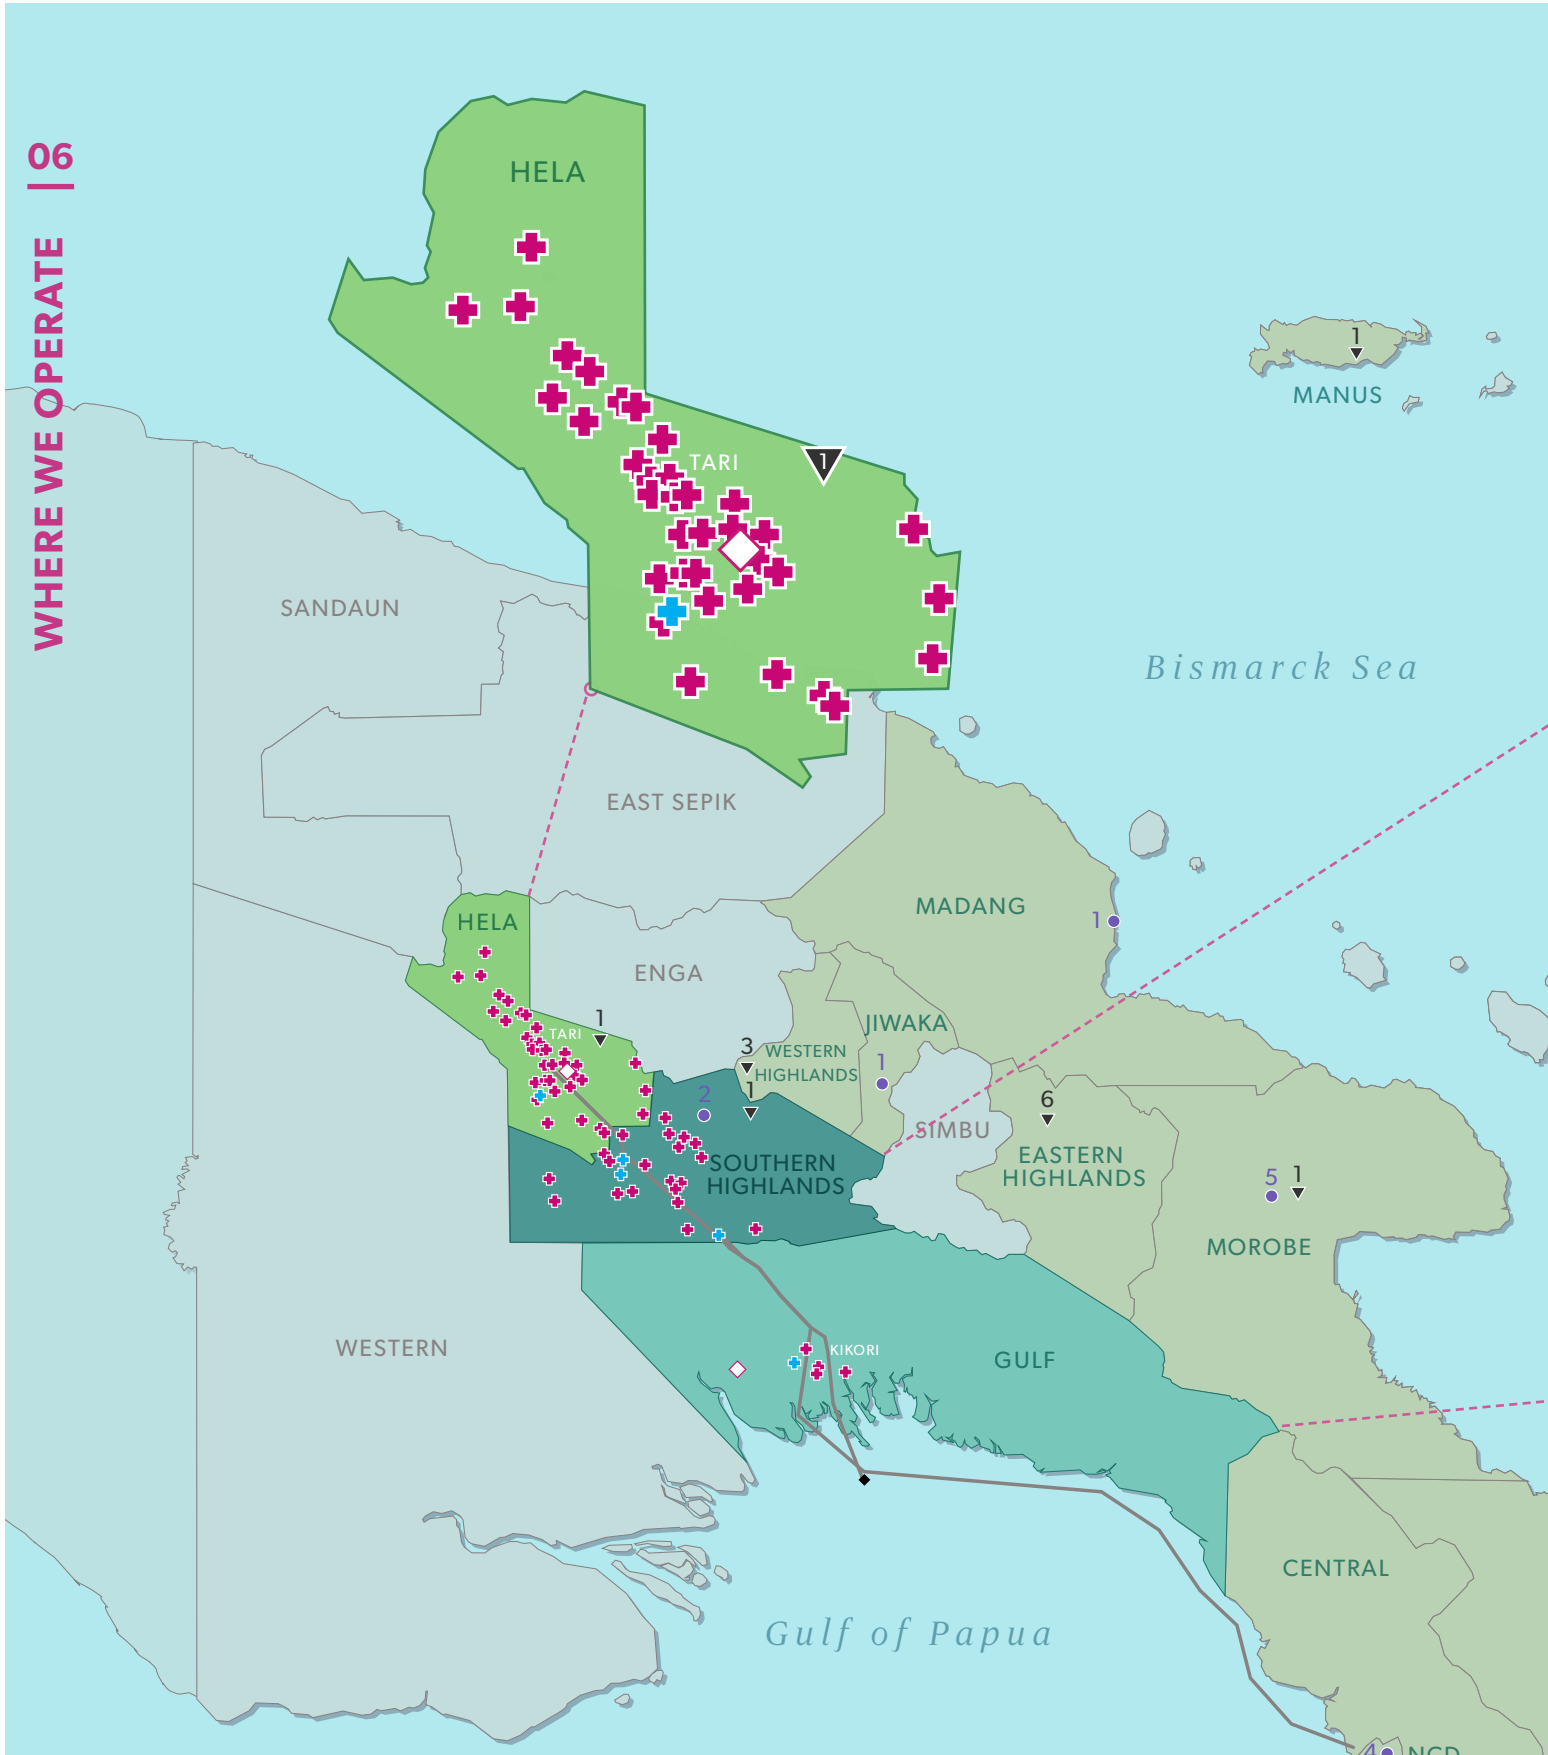 06
WHERE WE OPERATE
HELA
1
MANUS
TARI
1
SANDAUN
Bismarck Sea
EAST SEPIK
MADANG
1
HELA
ENGA
1
TARI
JIWAKA
3
WESTERN
HIGHLANDS
1
2
1
6
SIMBU
EASTERN
HIGHLANDS
SOUTHERN
HIGHLANDS
5
1
MOROBE
WESTERN
KIKORI
GULF
CENTRAL
Gulf of Papua
4
NCD